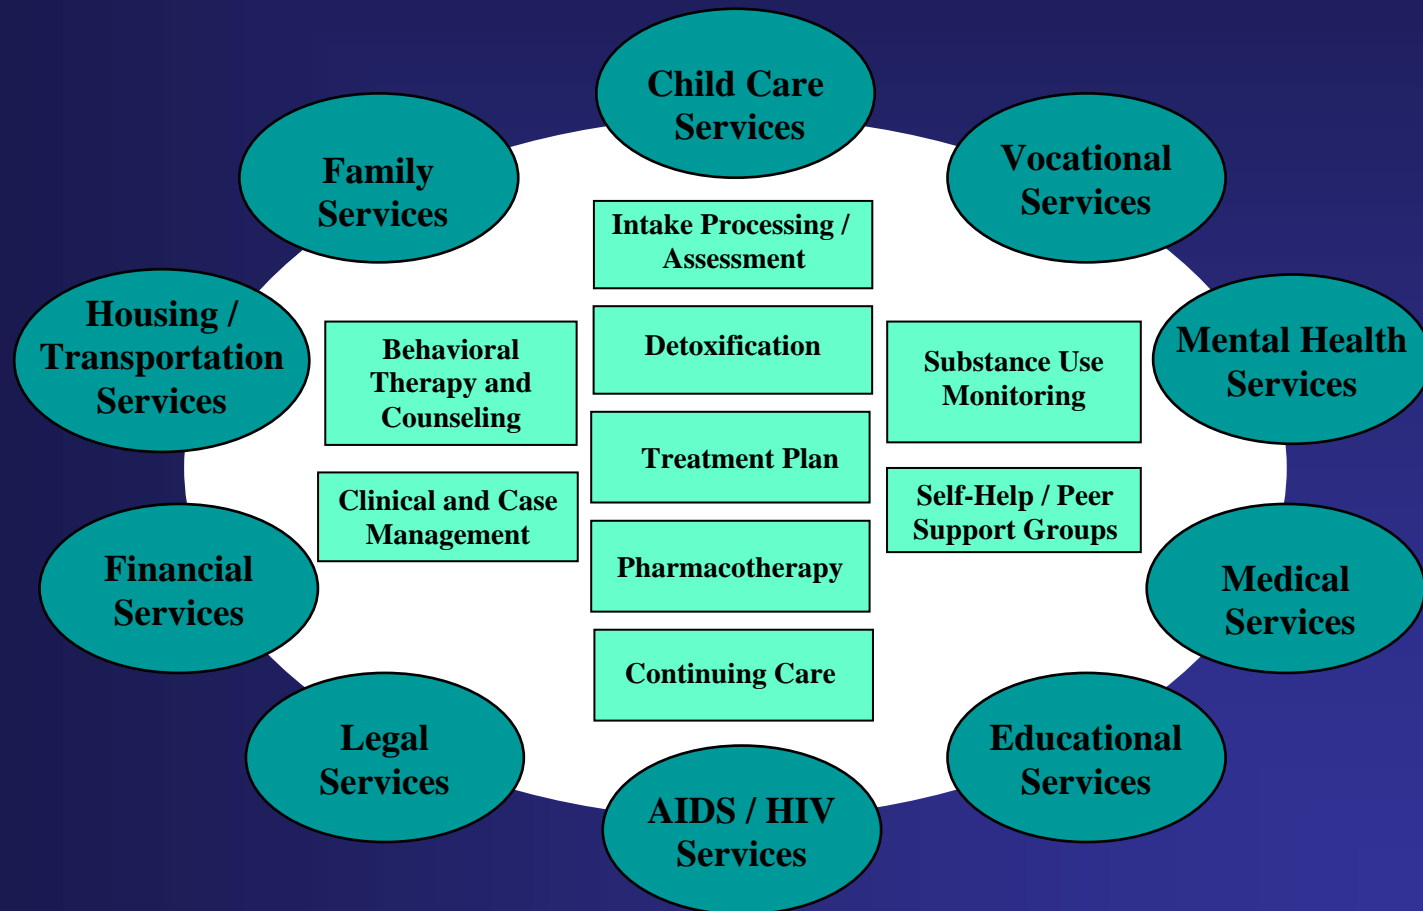 Child Care
Services
Family
Services
Vocational
Services
Intake Processing /
Assessment
Housing /
Transportation
Services
Behavioral
Therapy and
Counseling
Detoxification
Substance Use
Monitoring
Mental Health
Services
Treatment Plan
Clinical and Case
Management
Self-Help / Peer
Support Groups
Financial
Services
Pharmacotherapy
Medical
Services
Continuing Care
Legal
Services
AIDS / HIV
Services
Educational
Services